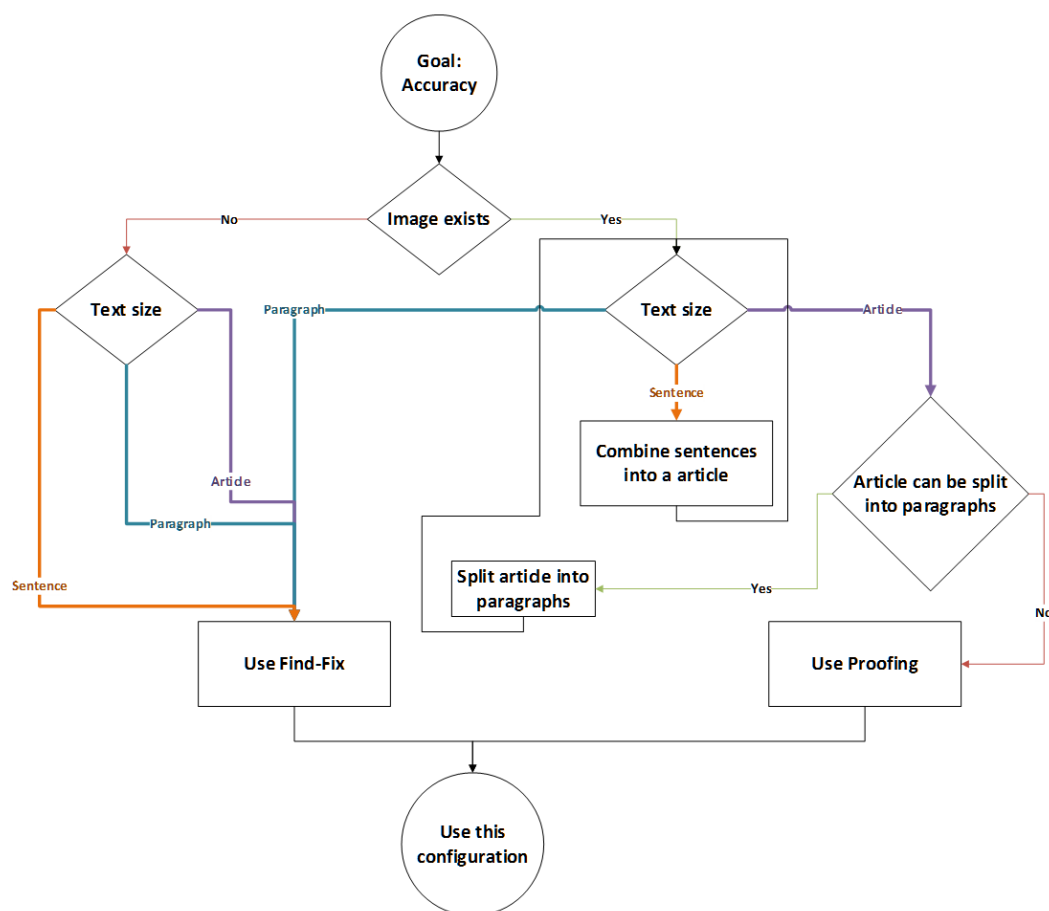 Goal:
Accuracy
Image exists
No
Yes
Text size
Paragraph
Text size
Article
Sentence
Combine sentences
into a article
Article
Article can be split
into paragraphs
Paragraph
Sentence
Split article into
paragraphs
Yes
No
Use Find-Fix
Use Proofing
Use this
configuration